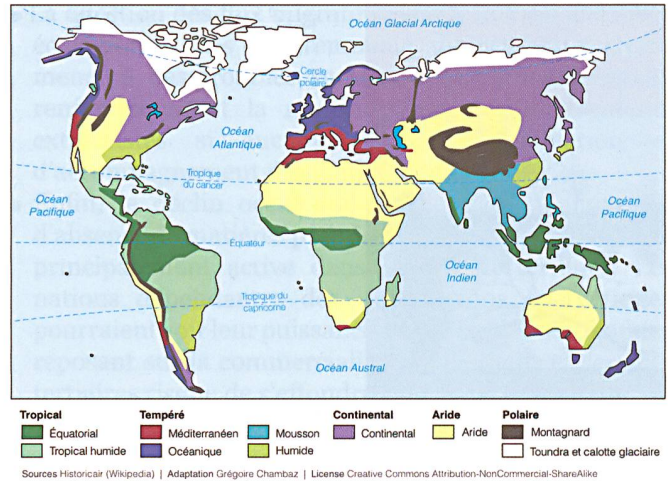 Océan Glacial Arctique
Cercle
polaire
Océan
Atlantique
Tropique
du cancer
Océan
Pacifique
Océan
Pacifique
Équateur
Océan
Indien
Tropique du
capricorne
Océan Austral
Tropical
Équatorial
Tropical humide
Tempéré
Méditerranéen
Océanique
Mousson
Humide
Continental
Continental
Aride
Aride
Polaire
Montagnard
Toundra et calotte glaciaire
Sources Historicair (Wikipedia) | Adaptation Grégoire Chambaz | License Creative Commons Attribution-NonCommercial-ShareAlike